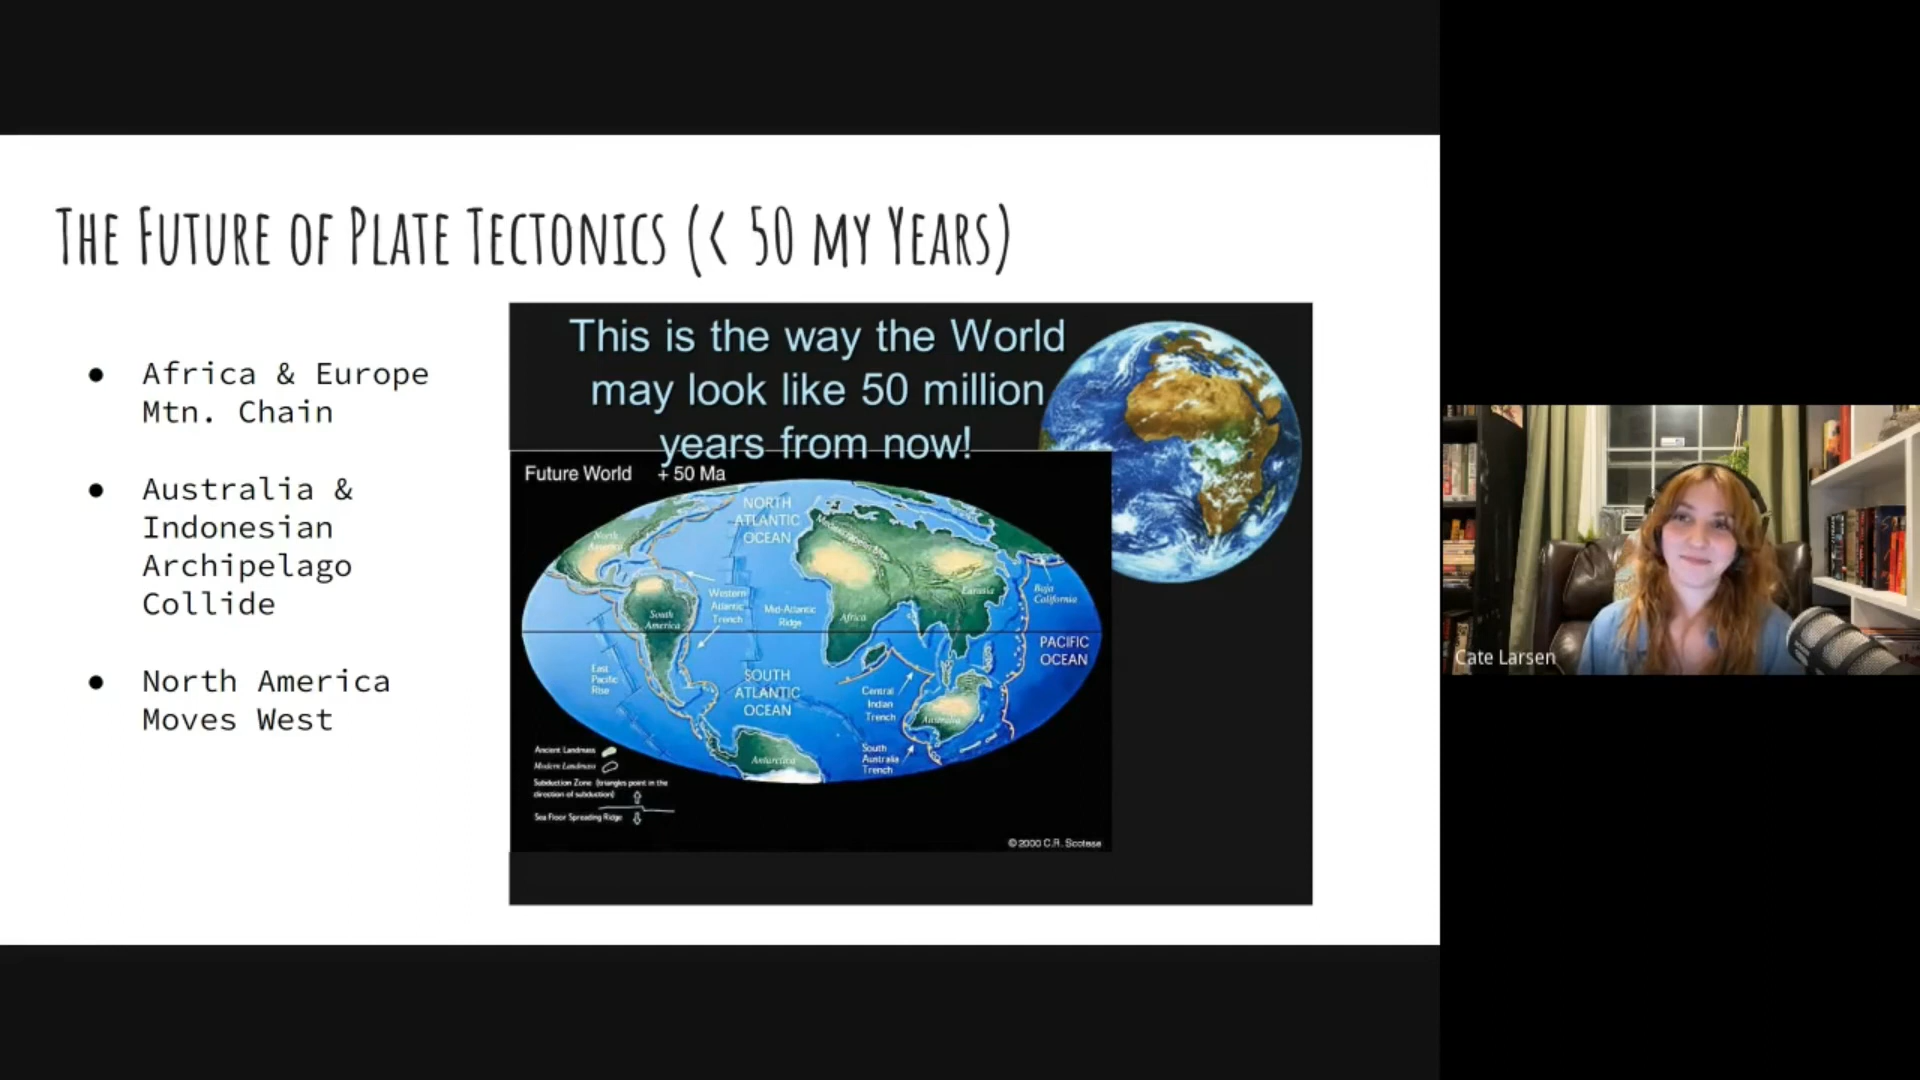 The Future of Plate Tectonics (< 50 my Years)
● Africa & Europe
Mtn. Chain
● Australia &
Indonesian
Archipelago
Collide
● North America
Moves West
This is the way the World
may look like 50 million
years from now!
Future World + 50 Ma
NORTH
ATLANTIC
OCEAN
North
America
Mediterranean Mts.
Eurasia
Baja
California
South
America
Western
Atlantic
Trench
Mid-Atlantic
Ridge
Africa
PACIFIC
OCEAN
East
Pacific
Rise
SOUTH
ATLANTIC
OCEAN
Central
Indian
Trench
Australia
South
Australia
Trench
Antarctica
Ancient Landmass
Modern Landmass
Subduction Zone (triangles point in the
direction of subduction)
Sea Floor Spreading Ridge
© 2000 C.R. Scotese
Cate Larsen